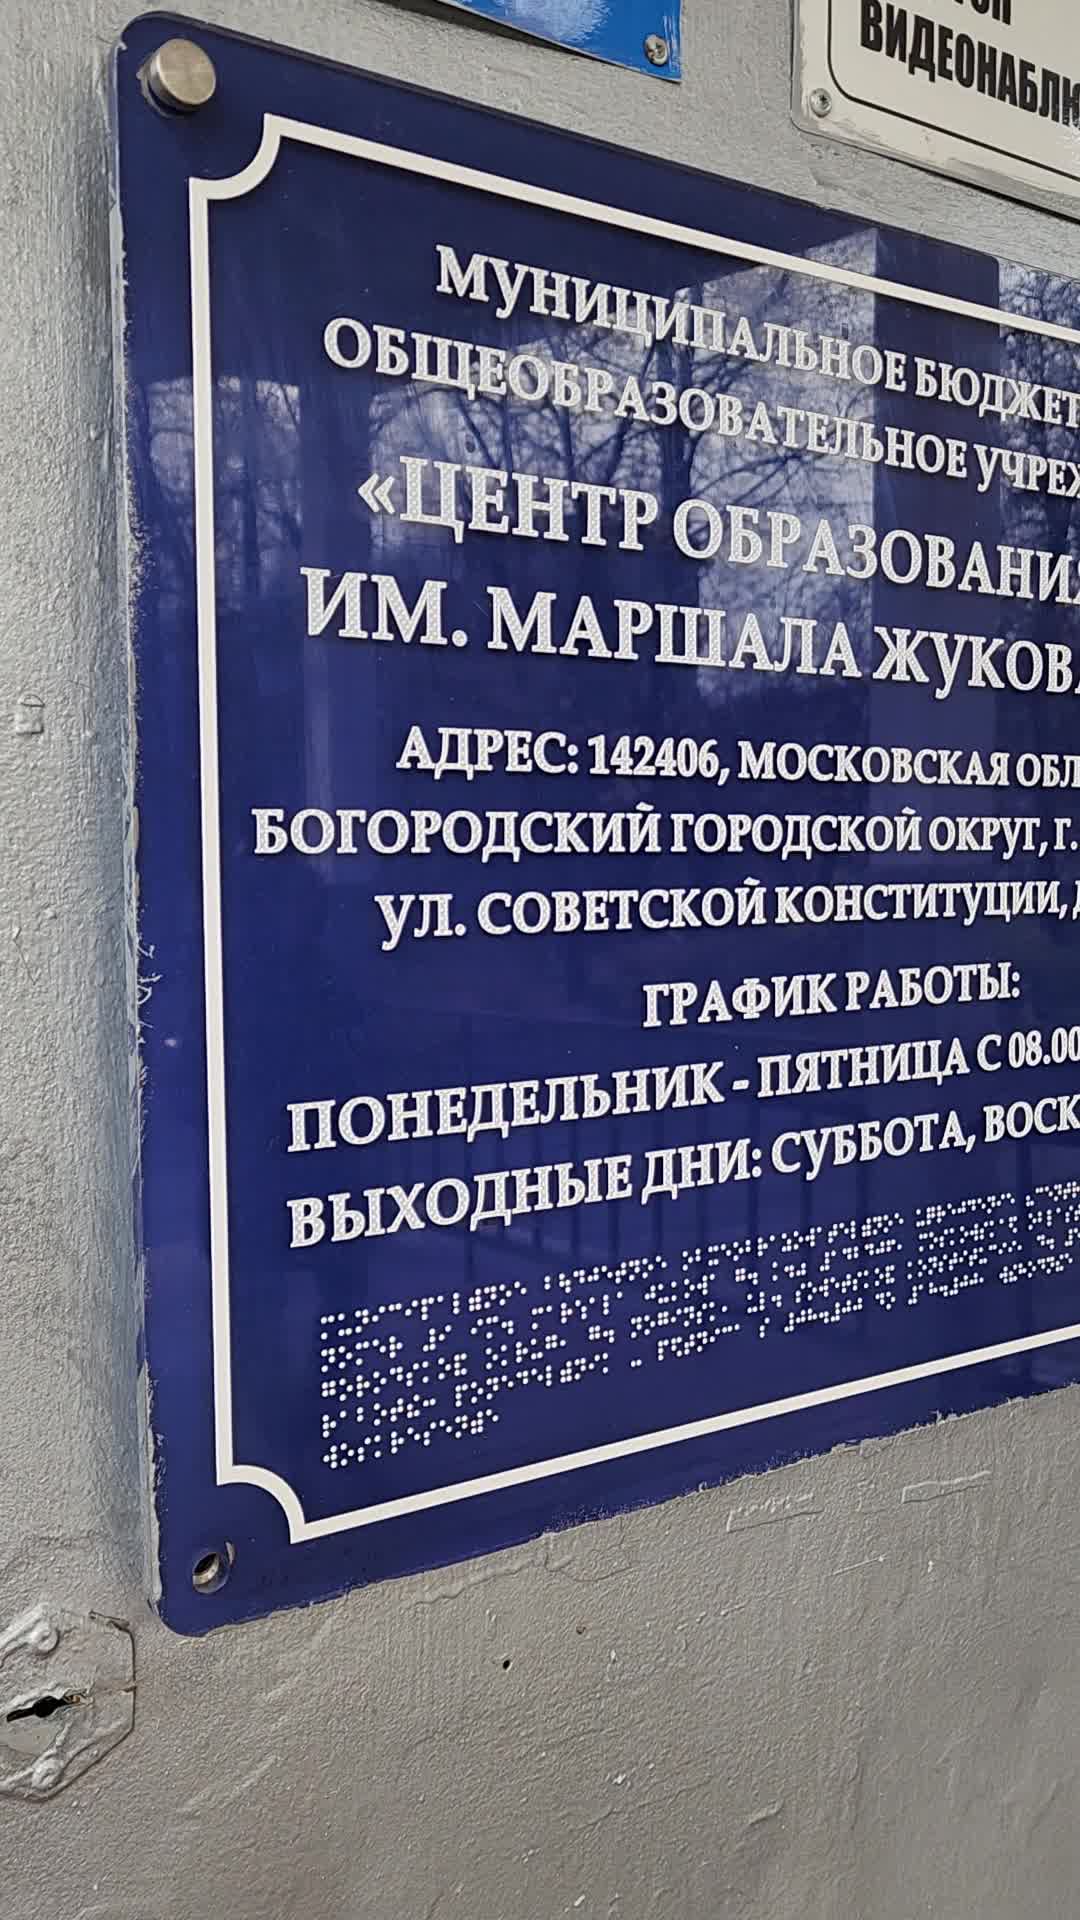 ВИДЕОНАБЛЮ
МУНИЦИПАЛЬНОЕ БЮДЖЕТ
ОБЩЕОБРАЗОВАТЕЛЬНОЕ УЧРЕЖ
«ЦЕНТР ОБРАЗОВАНИЯ
ИМ. МАРШАЛА ЖУКОВА
АДРЕС: 142406, МОСКОВСКАЯ ОБЛ
БОГОРОДСКИЙ ГОРОДСКОЙ ОКРУГ, г.
УЛ. СОВЕТСКОЙ КОНСТИТУЦИИ, Д
ГРАФИК РАБОТЫ:
ПОНЕДЕЛЬНИК - ПЯТНИЦА С 08.00
ВЫХОДНЫЕ ДНИ: СУББОТА, ВОСК